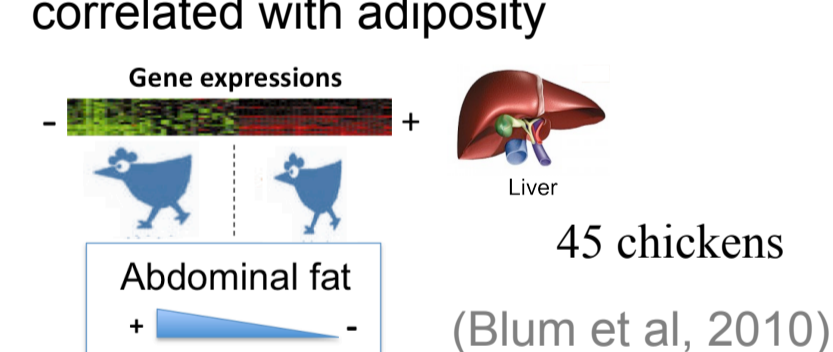 correlated with adiposity
Gene expressions
- +
Liver
45 chickens
Abdominal fat
+ -
(Blum et al, 2010)